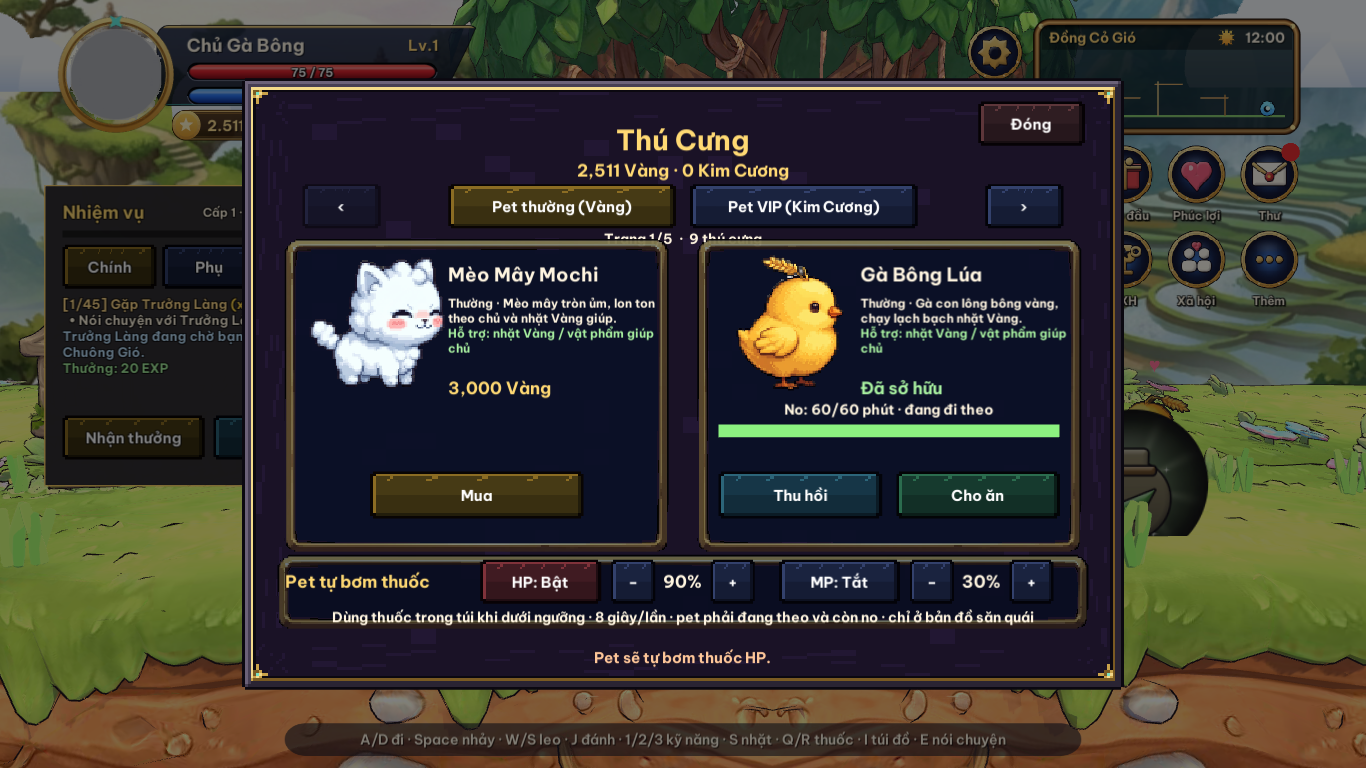 Chủ Gà Bông
Lv.1
75 / 75
2.511
Đồng Cỏ Gió
12:00
Phúc lợi
Thư
Xã hội
Thêm
Nhiệm vụ
Cấp 1 ·
Chính
Phụ
[1/45] Gặp Trưởng Làng (x
• Nói chuyện với Trưởng L
Trưởng Làng đang chờ bạn
Chuông Gió.
Thưởng: 20 EXP
Nhận thưởng
Đóng
Thú Cưng
2,511 Vàng · 0 Kim Cương
<
Pet thường (Vàng)
Pet VIP (Kim Cương)
>
Trang 1/5 · 9 thú cưng
Mèo Mây Mochi
Thường · Mèo mây tròn ủm, lon ton
theo chủ và nhặt Vàng giúp.
Hỗ trợ: nhặt Vàng / vật phẩm giúp
chủ
3,000 Vàng
Mua
Gà Bông Lúa
Thường · Gà con lông bông vàng,
chạy lạch bạch nhặt Vàng.
Hỗ trợ: nhặt Vàng / vật phẩm giúp
chủ
Đã sở hữu
No: 60/60 phút · đang đi theo
Thu hồi
Cho ăn
Pet tự bơm thuốc
HP: Bật
-
90%
+
MP: Tắt
-
30%
+
Dùng thuốc trong túi khi dưới ngưỡng · 8 giây/lần · pet phải đang theo và còn no · chỉ ở bản đồ săn quái
Pet sẽ tự bơm thuốc HP.
A/D đi · Space nhảy · W/S leo · J đánh · 1/2/3 kỹ năng · S nhặt · Q/R thuốc · I túi đồ · E nói chuyện